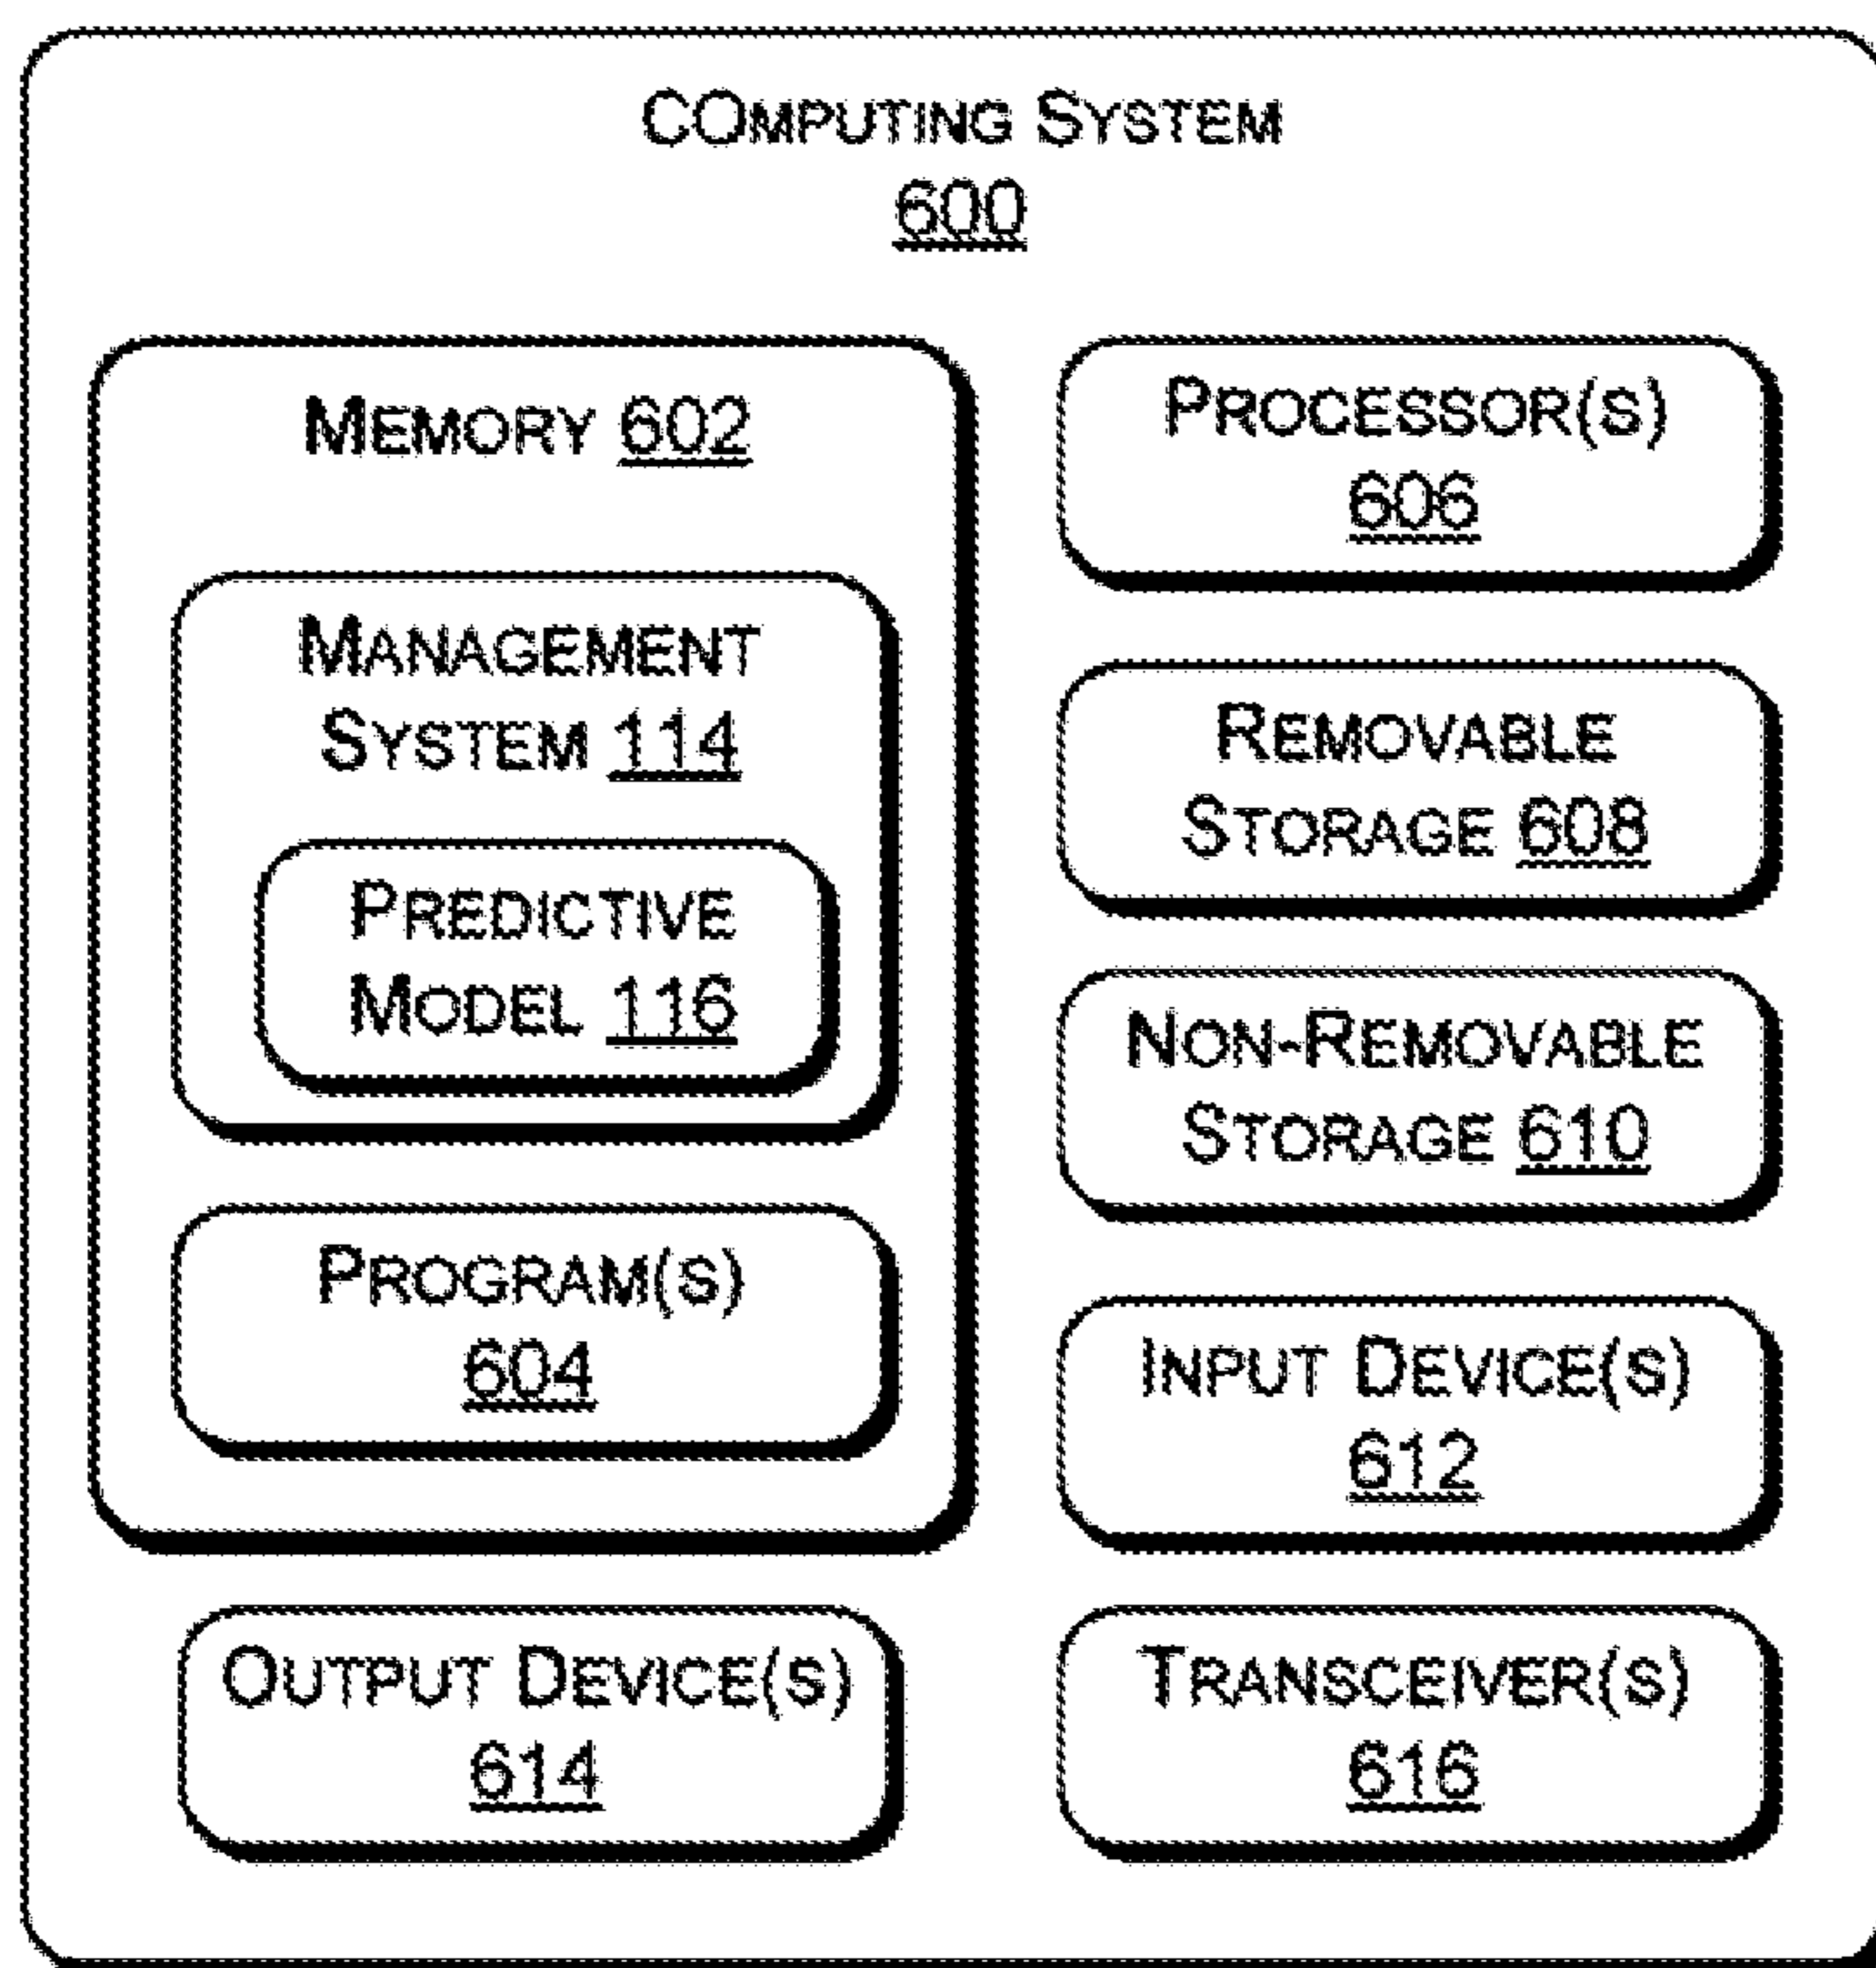 COMPUTING SYSTEM
600
MEMORY 602
MANAGEMENT
SYSTEM 114
PREDICTIVE
MODEL 116
PROGRAM(S)
604
PROCESSOR(S)
606
REMOVABLE
STORAGE 608
NON-REMOVABLE
STORAGE 610
INPUT DEVICE(S)
612
OUTPUT DEVICE(S)
614
TRANSCEIVER(S)
616